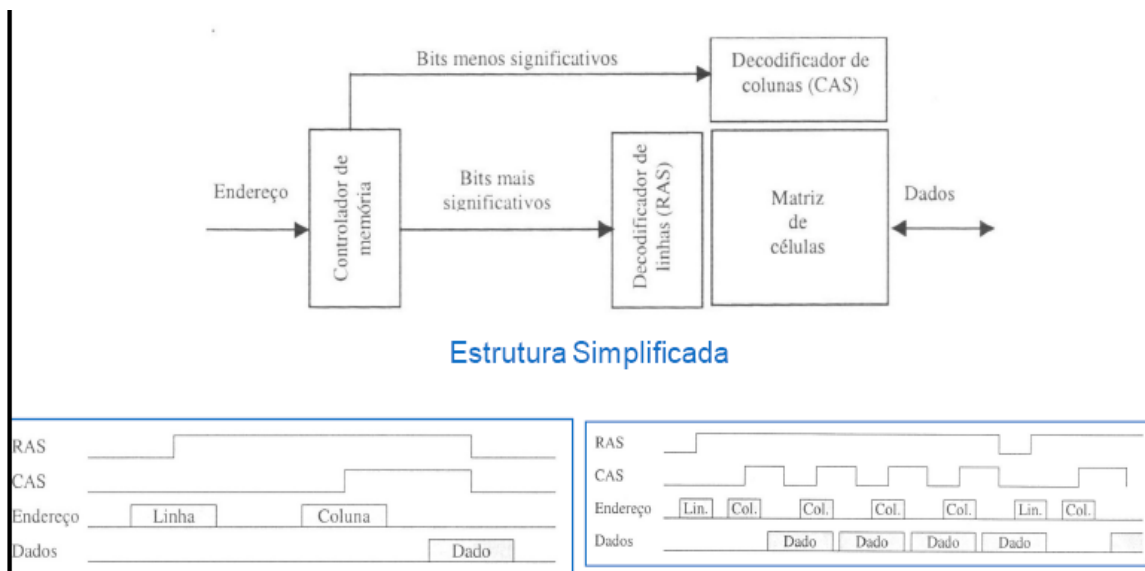 Bits menos significativos
Decodificador de
colunas (CAS)
Endereço
Controlador de
memória
Bits mais
significativos
Decodificador de
linhas (RAS)
Matriz
de
células
Dados
Estrutura Simplificada
RAS
CAS
Endereço Linha Coluna
Dados Dado
RAS
CAS
Endereço Lin. Col. Col. Col. Col. Lin. Col.
Dados Dado Dado Dado Dado